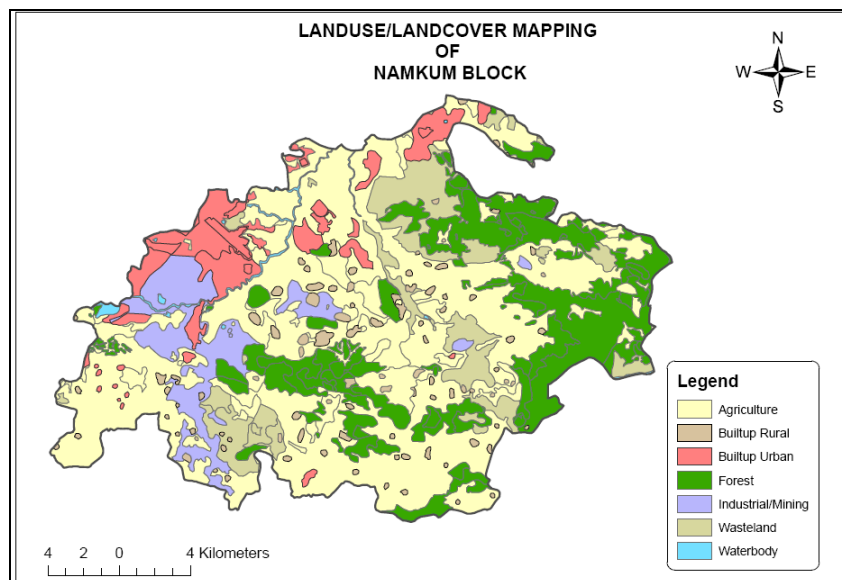 LANDUSE/LANDCOVER MAPPING
OF
NAMKUM BLOCK
N
W E
S
Legend
Agriculture
Builtup Rural
Builtup Urban
Forest
Industrial/Mining
Wasteland
Waterbody
4 2 0 4 Kilometers